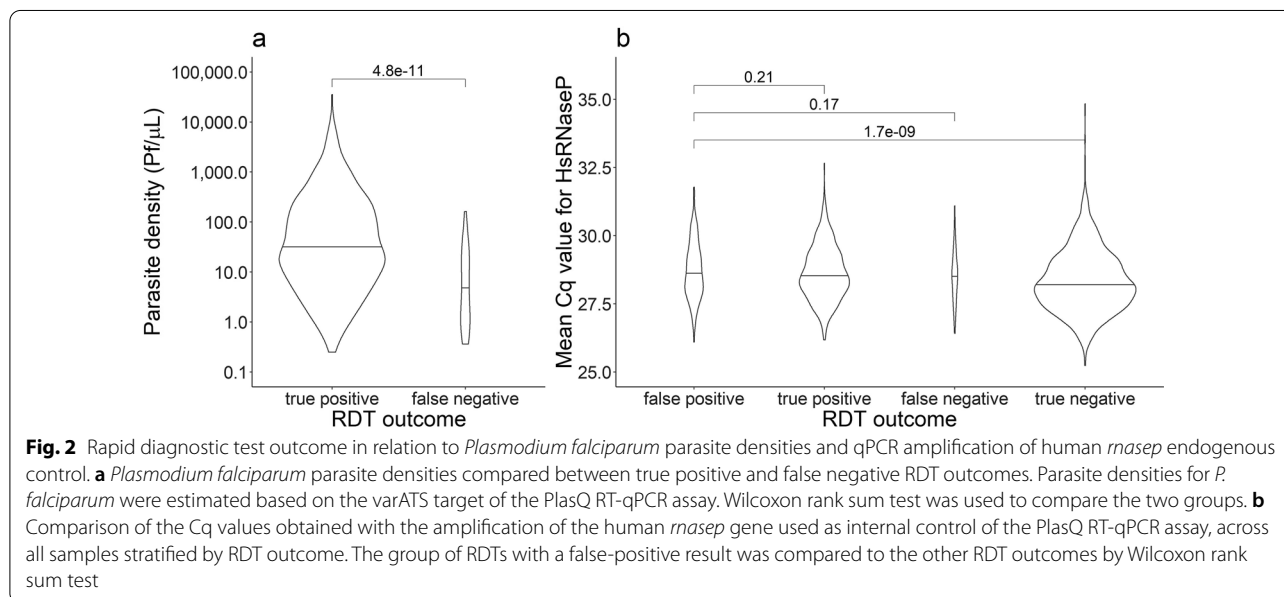 a
b
Parasite density (Pf/μL)
100,000.0
10,000.0
1,000.0
100.0
10.0
1.0
0.1
4.8e-11
true positive false negative
RDT outcome
Mean Cq value for HsRNaseP
35.0
32.5
30.0
27.5
25.0
0.21
0.17
1.7e-09
false positive true positive false negative true negative
RDT outcome
Fig. 2 Rapid diagnostic test outcome in relation to Plasmodium falciparum parasite densities and qPCR amplification of human rnasep endogenous
control. a Plasmodium falciparum parasite densities compared between true positive and false negative RDT outcomes. Parasite densities for P.
falciparum were estimated based on the varATS target of the PlasQ RT-qPCR assay. Wilcoxon rank sum test was used to compare the two groups. b
Comparison of the Cq values obtained with the amplification of the human rnasep gene used as internal control of the PlasQ RT-qPCR assay, across
all samples stratified by RDT outcome. The group of RDTs with a false-positive result was compared to the other RDT outcomes by Wilcoxon rank
sum test